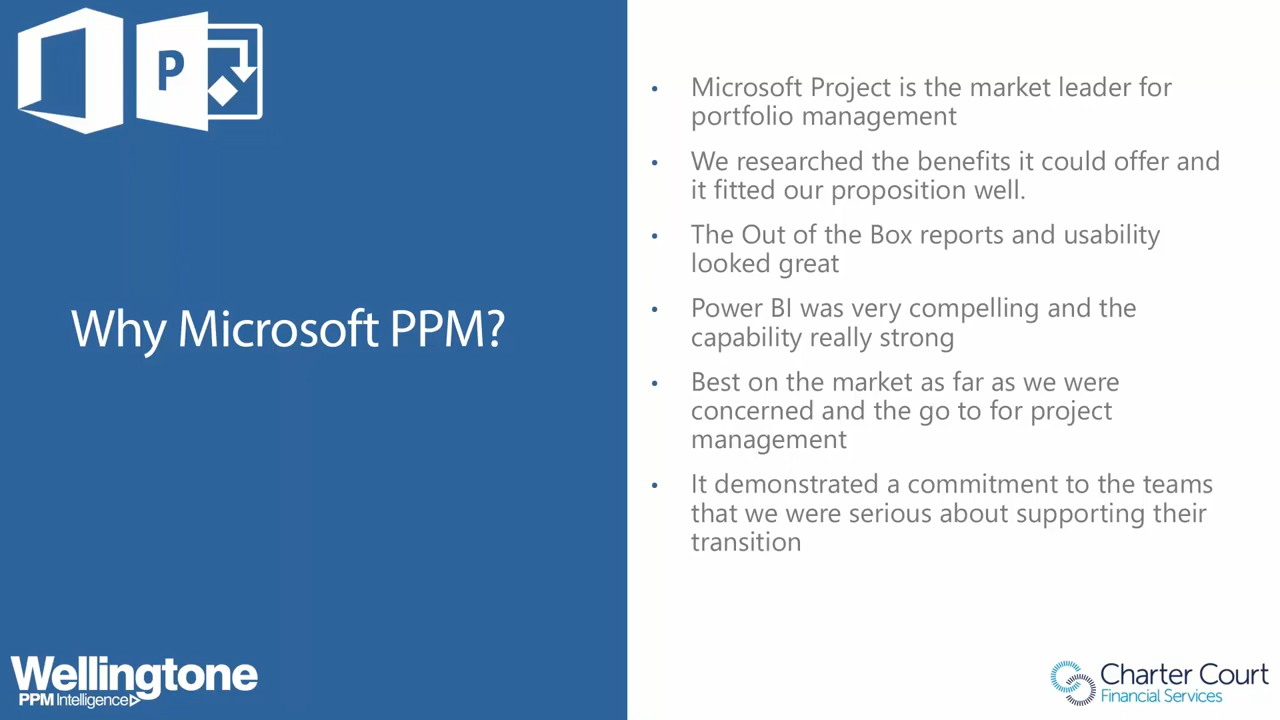 P
Why Microsoft PPM?
Wellingtone
PPM Intelligence
• Microsoft Project is the market leader for
portfolio management
• We researched the benefits it could offer and
it fitted our proposition well.
• The Out of the Box reports and usability
looked great
• Power BI was very compelling and the
capability really strong
• Best on the market as far as we were
concerned and the go to for project
management
• It demonstrated a commitment to the teams
that we were serious about supporting their
transition
Charter Court
Financial Services